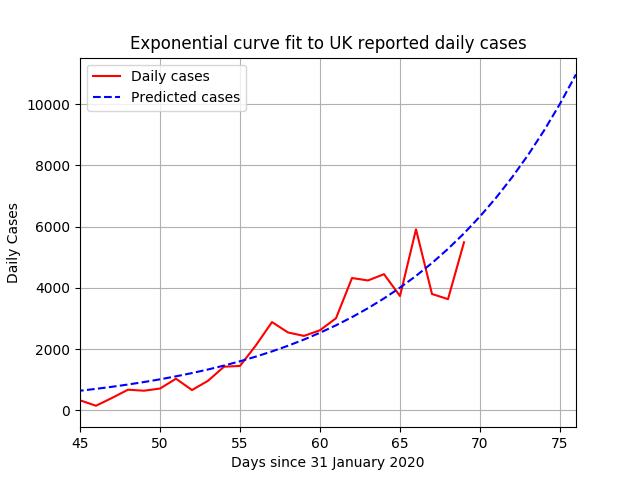 Exponential curve fit to UK reported daily cases
Daily cases
Predicted cases
10000
8000
6000
4000
2000
0
Daily Cases
45 50 55 60 65 70 75
Days since 31 January 2020